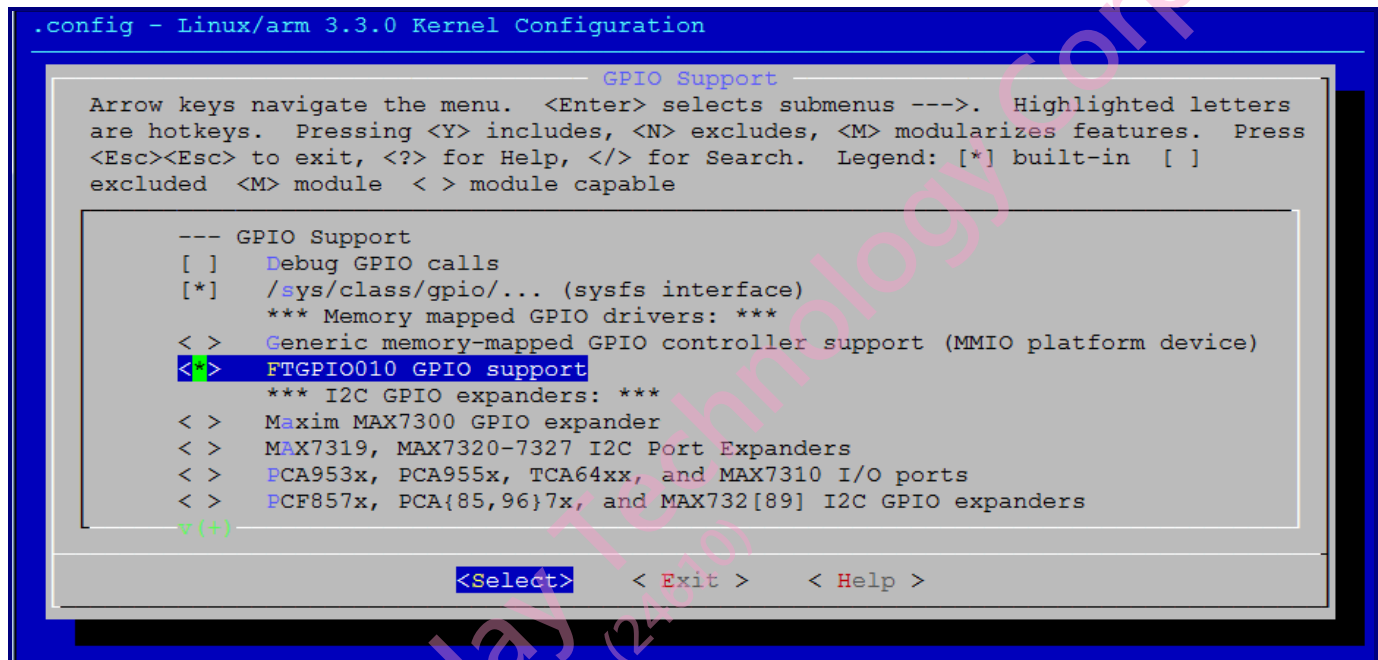 .config - Linux/arm 3.3.0 Kernel Configuration
GPIO Support
Arrow keys navigate the menu.  <Enter> selects submenus --->.  Highlighted letters
are hotkeys.  Pressing <Y> includes, <N> excludes, <M> modularizes features.  Press
<Esc><Esc> to exit, <?> for Help, </> for Search.  Legend: [*] built-in  [ ]
excluded  <M> module  < > module capable
--- GPIO Support
[ ]   Debug GPIO calls
[*]   /sys/class/gpio/... (sysfs interface)
*** Memory mapped GPIO drivers: ***
< >   Generic memory-mapped GPIO controller support (MMIO platform device)
<*>   FTGPIO010 GPIO support
*** I2C GPIO expanders: ***
< >   Maxim MAX7300 GPIO expander
< >   MAX7319, MAX7320-7327 I2C Port Expanders
< >   PCA953x, PCA955x, TCA64xx, and MAX7310 I/O ports
< >   PCF857x, PCA{85,96}7x, and MAX732[89] I2C GPIO expanders
v(+)
<Select>    < Exit >    < Help >
lay Technology Corp
(24610)